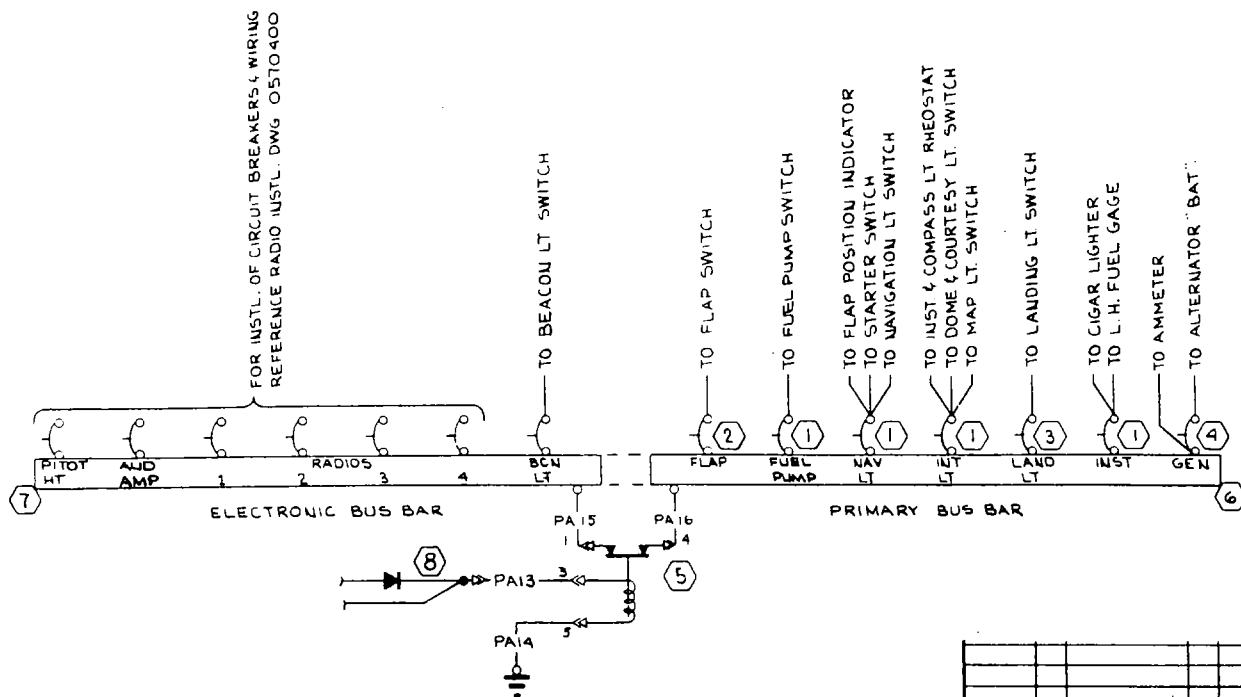 FOR INSTL. OF CIRCUIT BREAKERS & WIRING
REFERENCE RADIO INSTL. DWG 0570400
TO BEACON LT SWITCH
TO FLAP SWITCH
TO FUEL PUMP SWITCH
TO FLAP POSITION INDICATOR
TO STARTER SWITCH
TO NAVIGATION LT SWITCH
TO INST & COMPASS LT RHEOSTAT
TO DOME & COURTESY LT. SWITCH
TO MAP LT. SWITCH
TO LANDING LT SWITCH
TO CIGAR LIGHTER
TO L.H. FUEL GAGE
TO AMMETER
TO ALTERNATOR "BAT"
2 1 1 1 3 1 4
PITOT HT
AUD AMP
RADIOS
1 2 3 4
BCN LT
FLAP
FUEL PUMP
NAV LT
INT LT
LAND LT
INST
GEN
7
6
ELECTRONIC BUS BAR
PRIMARY BUS BAR
PA15
PA16
1
4
5
8
PA13
3
5
PA14